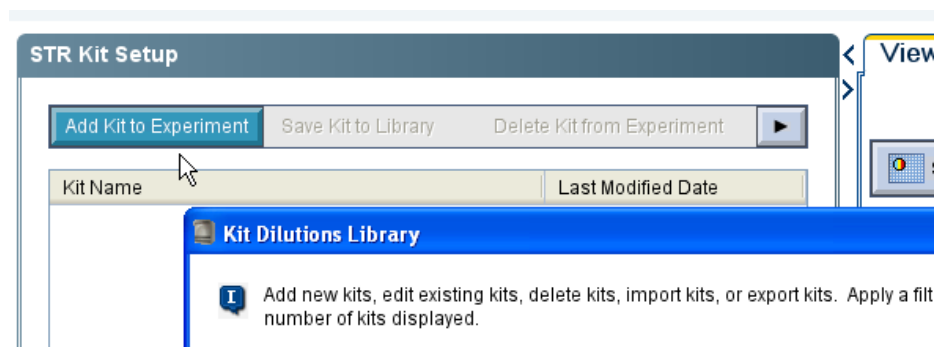 STR Kit Setup
View
Add Kit to Experiment Save Kit to Library Delete Kit from Experiment
Kit Name Last Modified Date
Kit Dilutions Library
Add new kits, edit existing kits, delete kits, import kits, or export kits. Apply a filt
number of kits displayed.